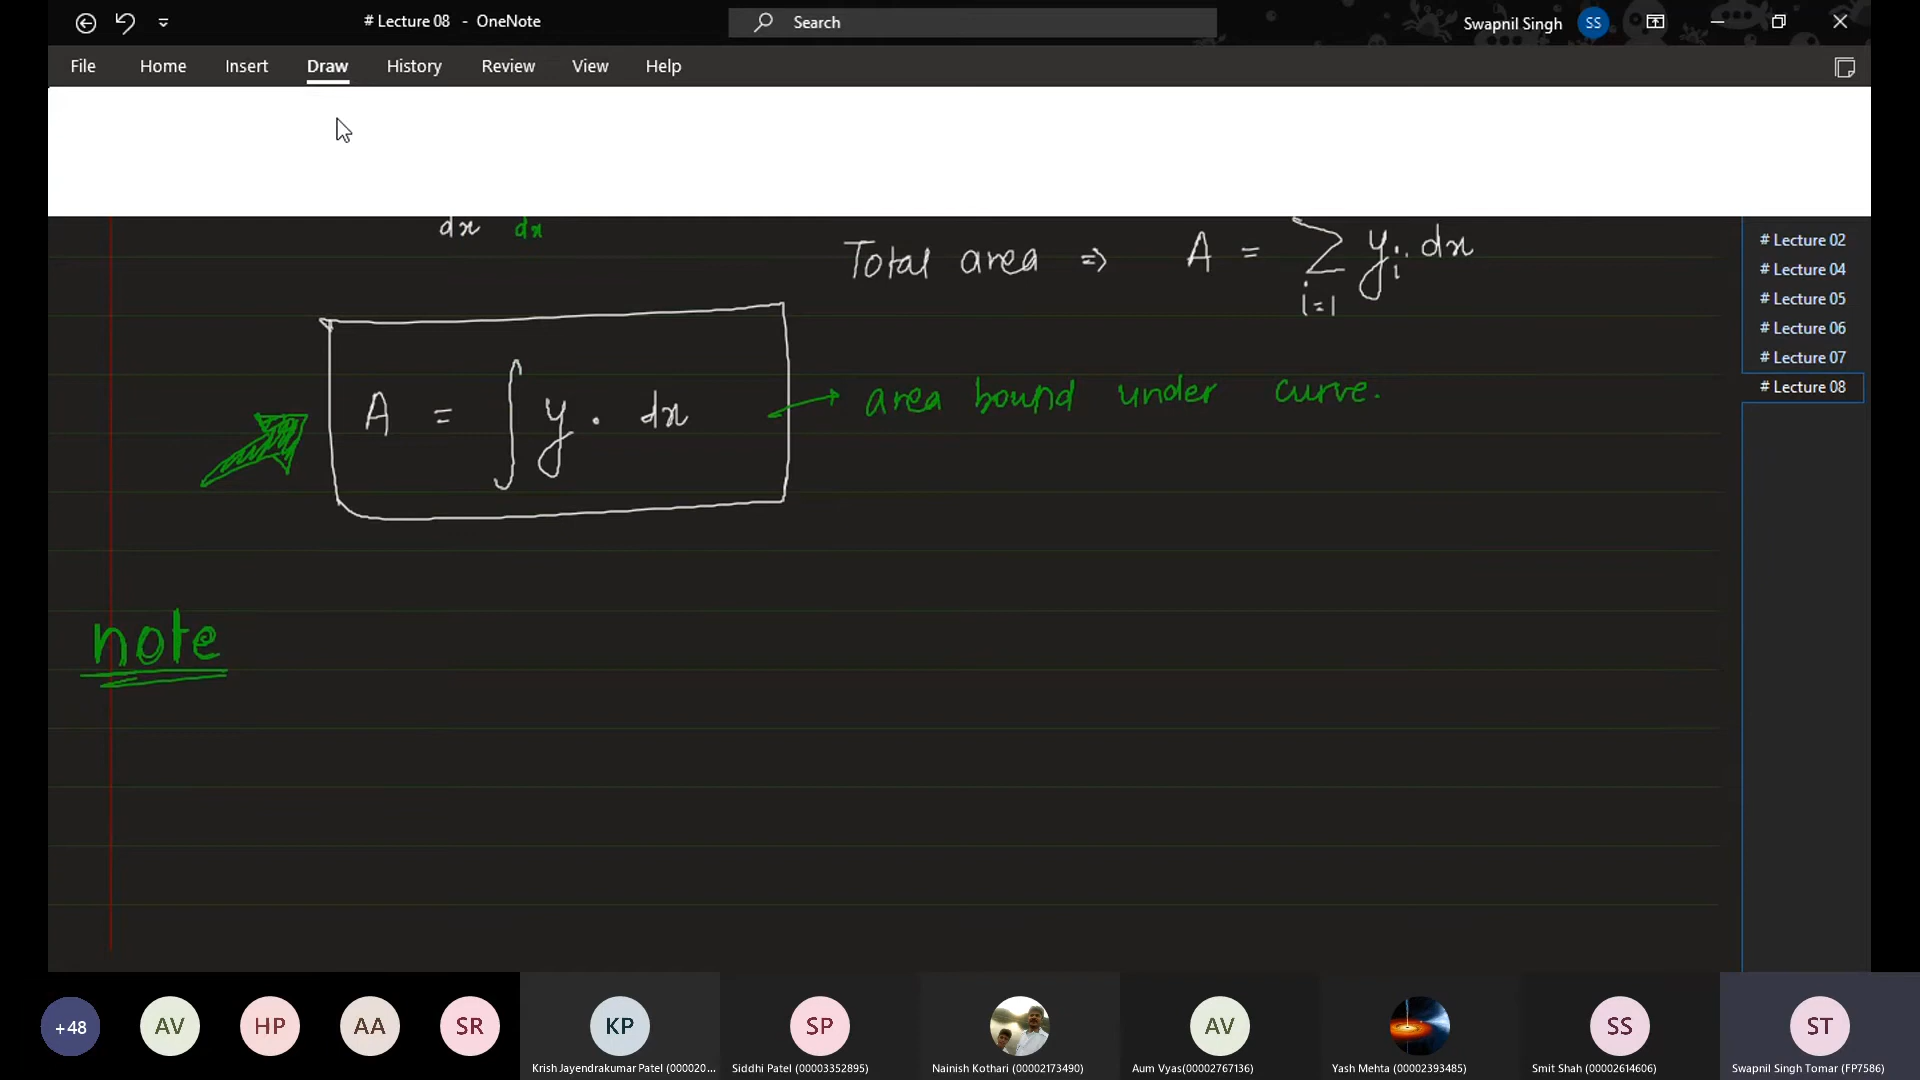 # Lecture 08 - OneNote
Search
Swapnil Singh SS
File Home Insert Draw History Review View Help
dx dx
Total area ⇒ A = ∑ yᵢ. dx
i=1
A = ∫ y . dx
→ area bound under curve.
note
# Lecture 02
# Lecture 04
# Lecture 05
# Lecture 06
# Lecture 07
# Lecture 08
+48 AV HP AA SR KP SP AV SS ST
Krish Jayendrakumar Patel (000020... Siddhi Patel (00003352895) Nainish Kothari (00002173490) Aum Vyas(00002767136) Yash Mehta (00002393485) Smit Shah (00002614606) Swapnil Singh Tomar (FP7586)